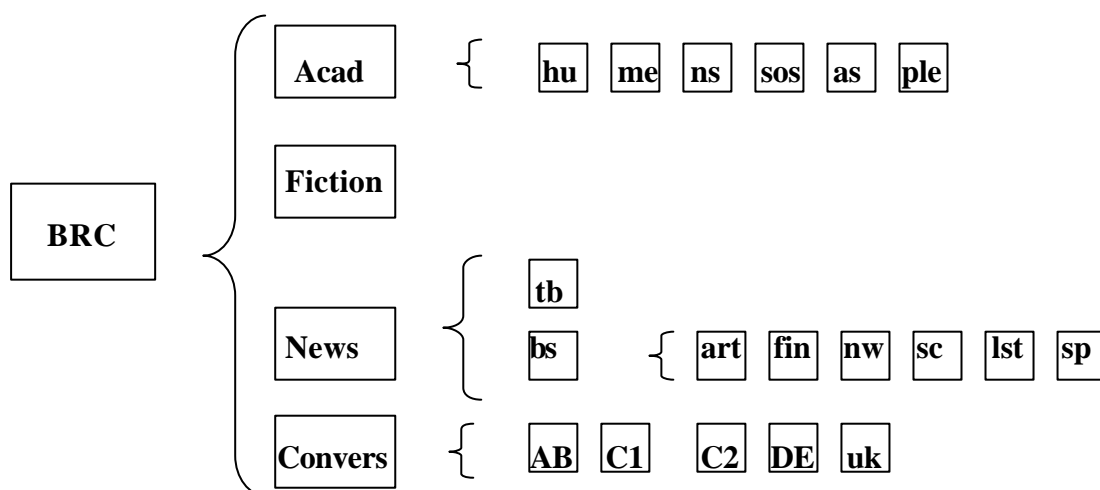 Acad hu me ns sos as ple
Fiction
BRC
tb
News bs art fin nw sc lst sp
Convers AB C1 C2 DE uk